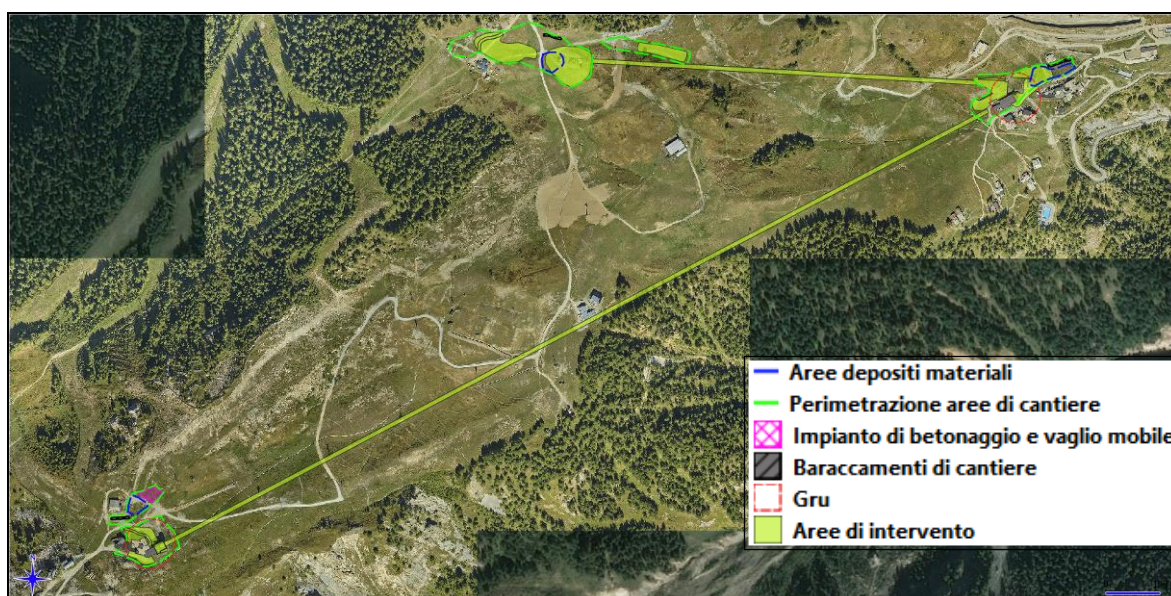 Aree depositi materiali
Perimetrazione aree di cantiere
Impianto di betonaggio e vaglio mobile
Baraccamenti di cantiere
Gru
Aree di intervento